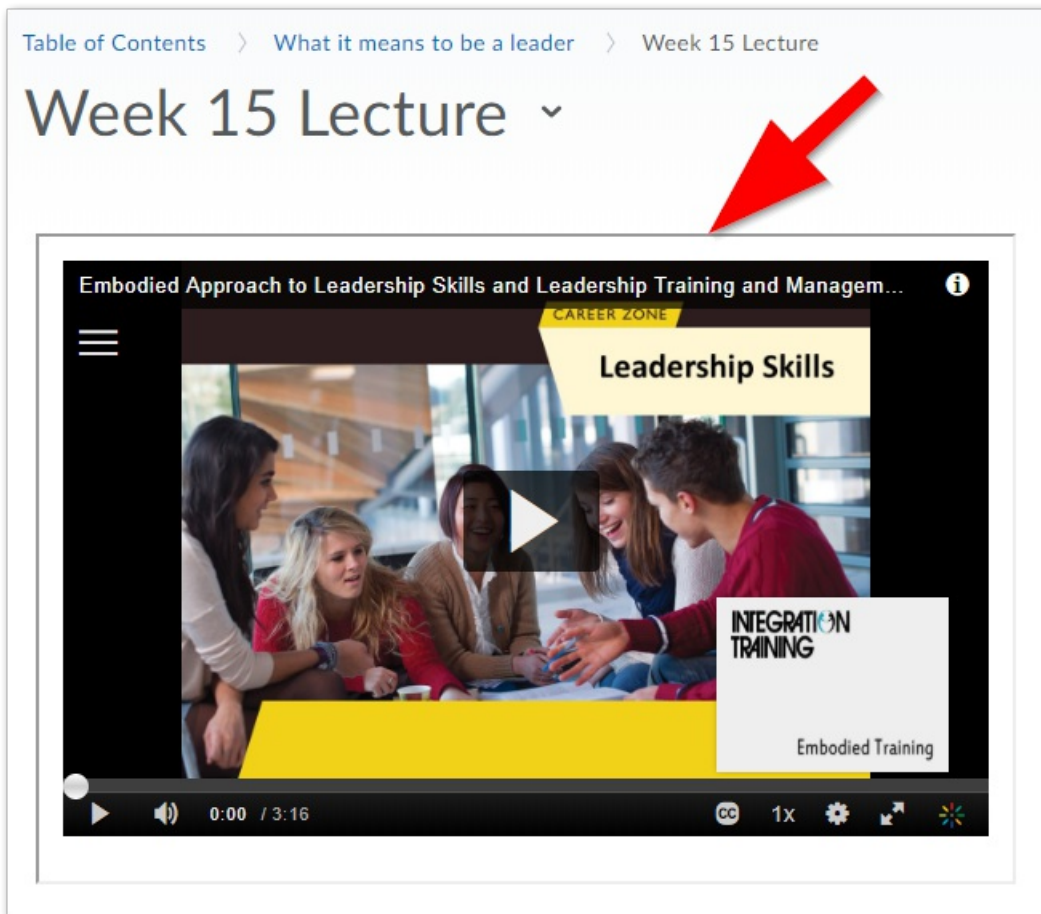 Table of Contents > What it means to be a leader > Week 15 Lecture
Week 15 Lecture
Embodied Approach to Leadership Skills and Leadership Training and Managem...
CAREER ZONE
Leadership Skills
INTEGRATION
TRAINING
Embodied Training
0:00 / 3:16 CC 1x